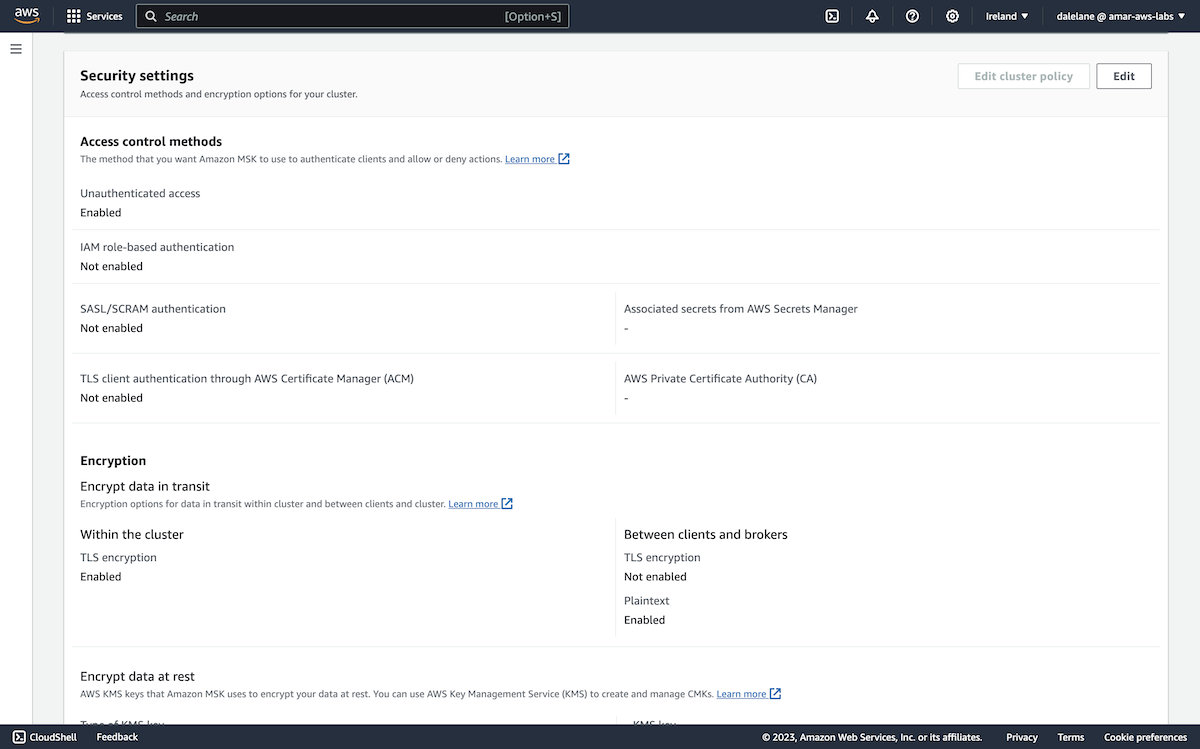 aws
Services
Search
[Option+S]
Ireland ▼
dalelane @ amar-aws-labs ▼
Security settings
Edit cluster policy
Edit
Access control methods and encryption options for your cluster.
Access control methods
The method that you want Amazon MSK to use to authenticate clients and allow or deny actions. Learn more
Unauthenticated access
Enabled
IAM role-based authentication
Not enabled
SASL/SCRAM authentication
Not enabled
Associated secrets from AWS Secrets Manager
-
TLS client authentication through AWS Certificate Manager (ACM)
Not enabled
AWS Private Certificate Authority (CA)
-
Encryption
Encrypt data in transit
Encryption options for data in transit within cluster and between clients and cluster. Learn more
Within the cluster
TLS encryption
Enabled
Between clients and brokers
TLS encryption
Not enabled
Plaintext
Enabled
Encrypt data at rest
AWS KMS keys that Amazon MSK uses to encrypt your data at rest. You can use AWS Key Management Service (KMS) to create and manage CMKs. Learn more
Type of KMS key
KMS key
CloudShell
Feedback
© 2023, Amazon Web Services, Inc. or its affiliates.
Privacy
Terms
Cookie preferences